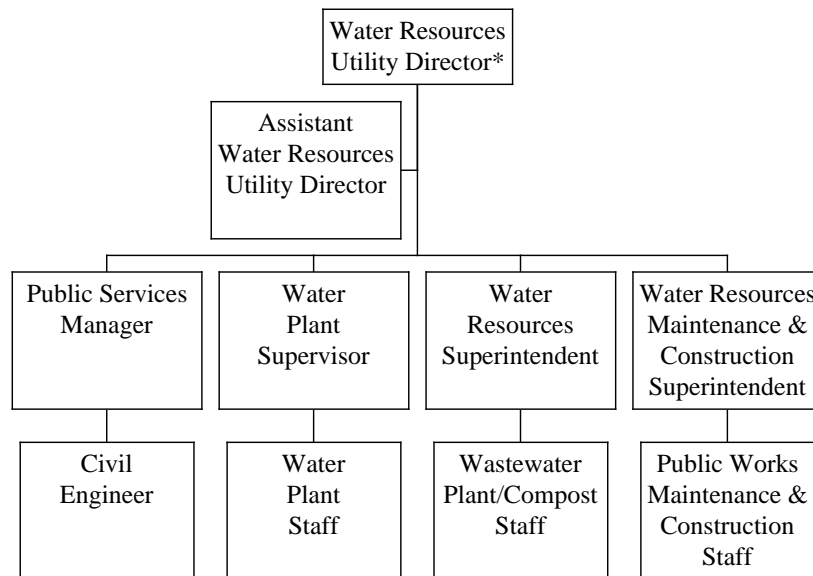 Water Resources
Utility Director*
Assistant
Water Resources
Utility Director
Public Services
Manager
Water
Plant
Supervisor
Water
Resources
Superintendent
Water Resources
Maintenance &
Construction
Superintendent
Civil
Engineer
Water
Plant
Staff
Wastewater
Plant/Compost
Staff
Public Works
Maintenance &
Construction
Staff